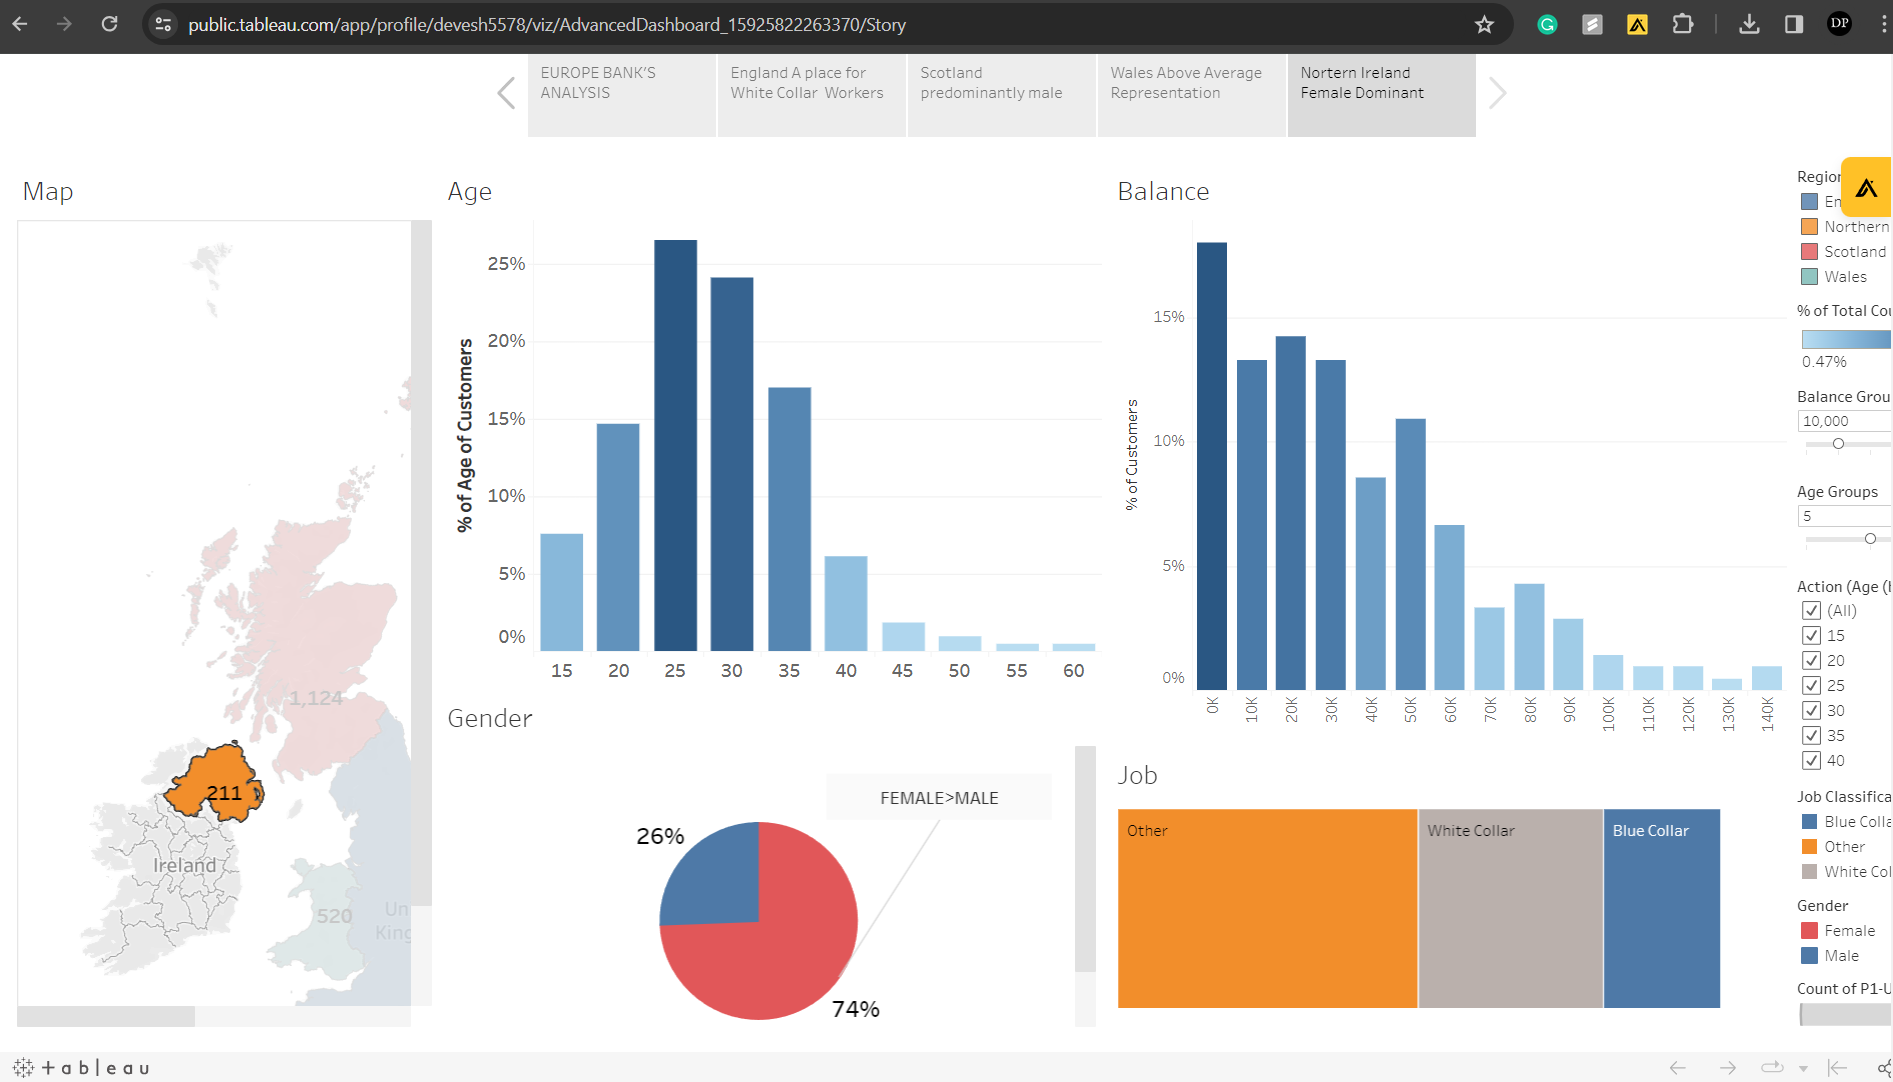 public.tableau.com/app/profile/devesh5578/viz/AdvancedDashboard_15925822263370/Story
DP
EUROPE BANK'S
ANALYSIS
England A place for
White Collar Workers
Scotland
predominantly male
Wales Above Average
Representation
Nortern Ireland
Female Dominant
Map
1,124
211
Ireland
520
Un
King
Age
% of Age of Customers
25%
20%
15%
10%
5%
0%
15 20 25 30 35 40 45 50 55 60
Gender
FEMALE>MALE
26%
74%
Balance
% of Customers
15%
10%
5%
0%
0K 10K 20K 30K 40K 50K 60K 70K 80K 90K 100K 110K 120K 130K 140K
Job
Other
White Collar
Blue Collar
Region
En
Northern
Scotland
Wales
% of Total Cou
0.47%
Balance Grou
10,000
Age Groups
5
Action (Age (
(All)
15
20
25
30
35
40
Job Classifica
Blue Colla
Other
White Col
Gender
Female
Male
Count of P1-U
+ a b l e a u